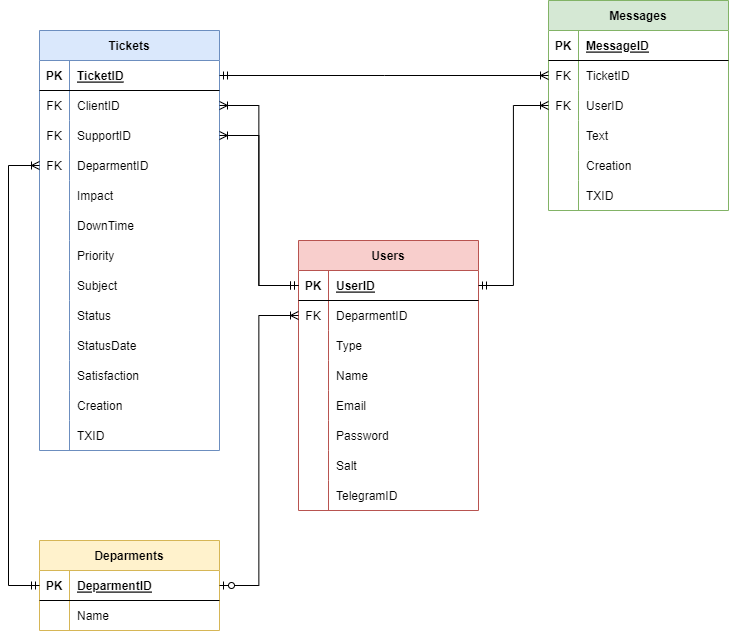 Tickets
PK TicketID
FK ClientID
FK SupportID
FK DeparmentID
Impact
DownTime
Priority
Subject
Status
StatusDate
Satisfaction
Creation
TXID
Messages
PK MessageID
FK TicketID
FK UserID
Text
Creation
TXID
Users
PK UserID
FK DeparmentID
Type
Name
Email
Password
Salt
TelegramID
Deparments
PK DeparmentID
Name